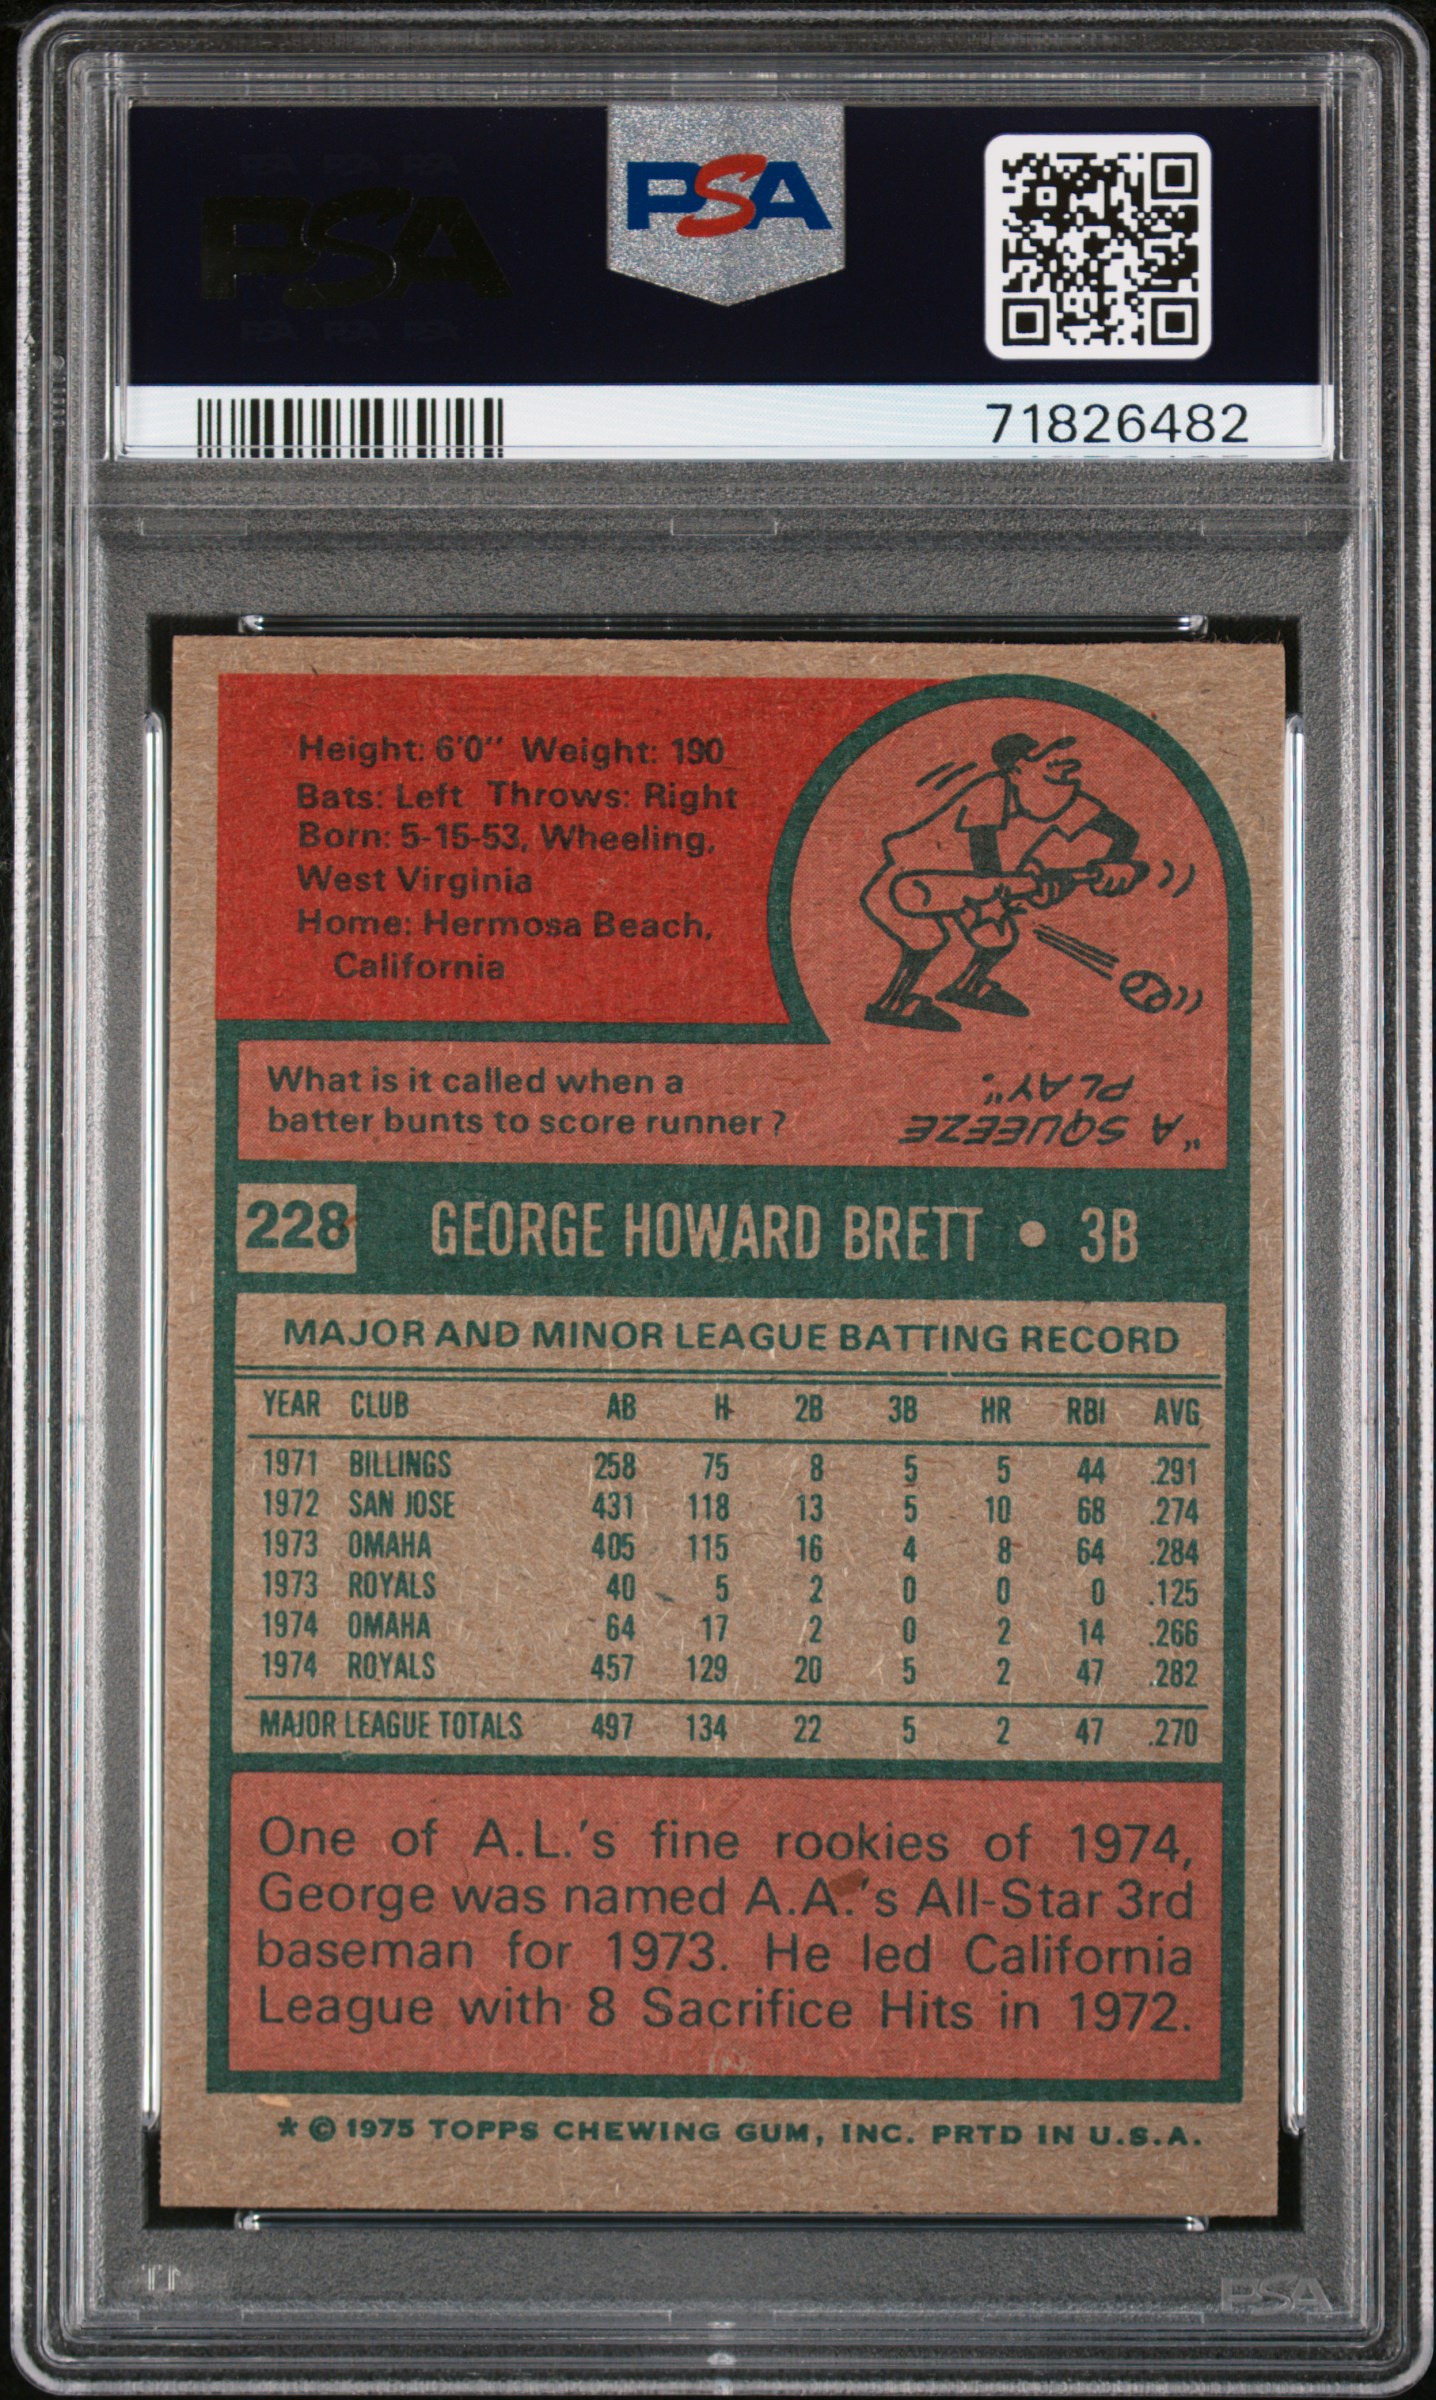 PSA
PSA
71826482
Height: 6'0" Weight: 190
Bats: Left Throws: Right
Born: 5-15-53, Wheeling,
West Virginia
Home: Hermosa Beach,
California
What is it called when a
batter bunts to score runner?
"A SQUEEZE
PLAY".
228 GEORGE HOWARD BRETT • 3B
MAJOR AND MINOR LEAGUE BATTING RECORD
YEAR CLUB AB H 2B 3B HR RBI AVG
1971 BILLINGS 258 75 8 5 5 44 .291
1972 SAN JOSE 431 118 13 5 10 68 .274
1973 OMAHA 405 115 16 4 8 64 .284
1973 ROYALS 40 5 2 0 0 0 .125
1974 OMAHA 64 17 2 0 2 14 .266
1974 ROYALS 457 129 20 5 2 47 .282
MAJOR LEAGUE TOTALS 497 134 22 5 2 47 .270
One of A.L.'s fine rookies of 1974,
George was named A.A.'s All-Star 3rd
baseman for 1973. He led California
League with 8 Sacrifice Hits in 1972.
* © 1975 TOPPS CHEWING GUM, INC. PRTD IN U.S.A.
PSA